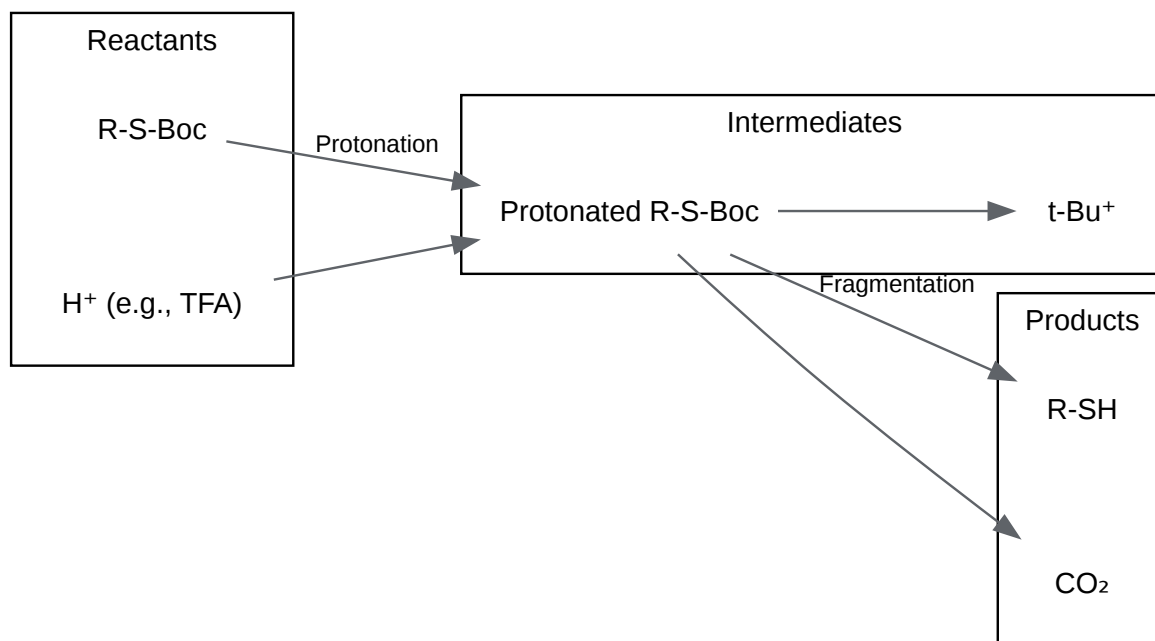 Reactants
R-S-Boc
H⁺ (e.g., TFA)
Protonation
Intermediates
Protonated R-S-Boc
t-Bu⁺
Fragmentation
Products
R-SH
CO₂